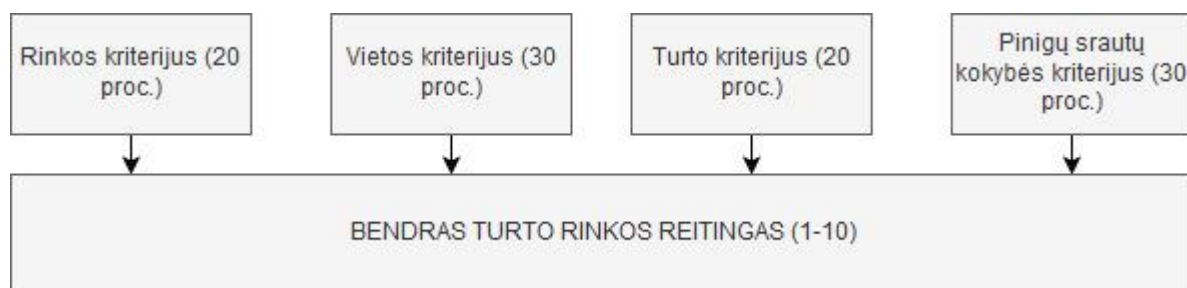 Rinkos kriterijus (20
proc.)
Vietos kriterijus (30
proc.)
Turto kriterijus (20
proc.)
Pinigų srautų
kokybės kriterijus (30
proc.)
BENDRAS TURTO RINKOS REITINGAS (1-10)